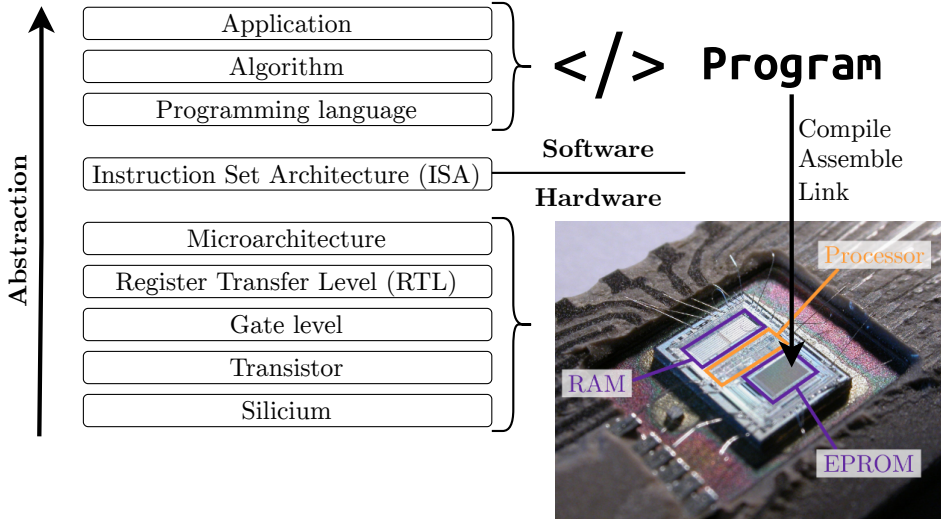 Abstraction
Application
Algorithm
Programming language
Instruction Set Architecture (ISA)
Microarchitecture
Register Transfer Level (RTL)
Gate level
Transistor
Silicium
</> Program
Software
Hardware
Compile
Assemble
Link
Processor
RAM
EPROM